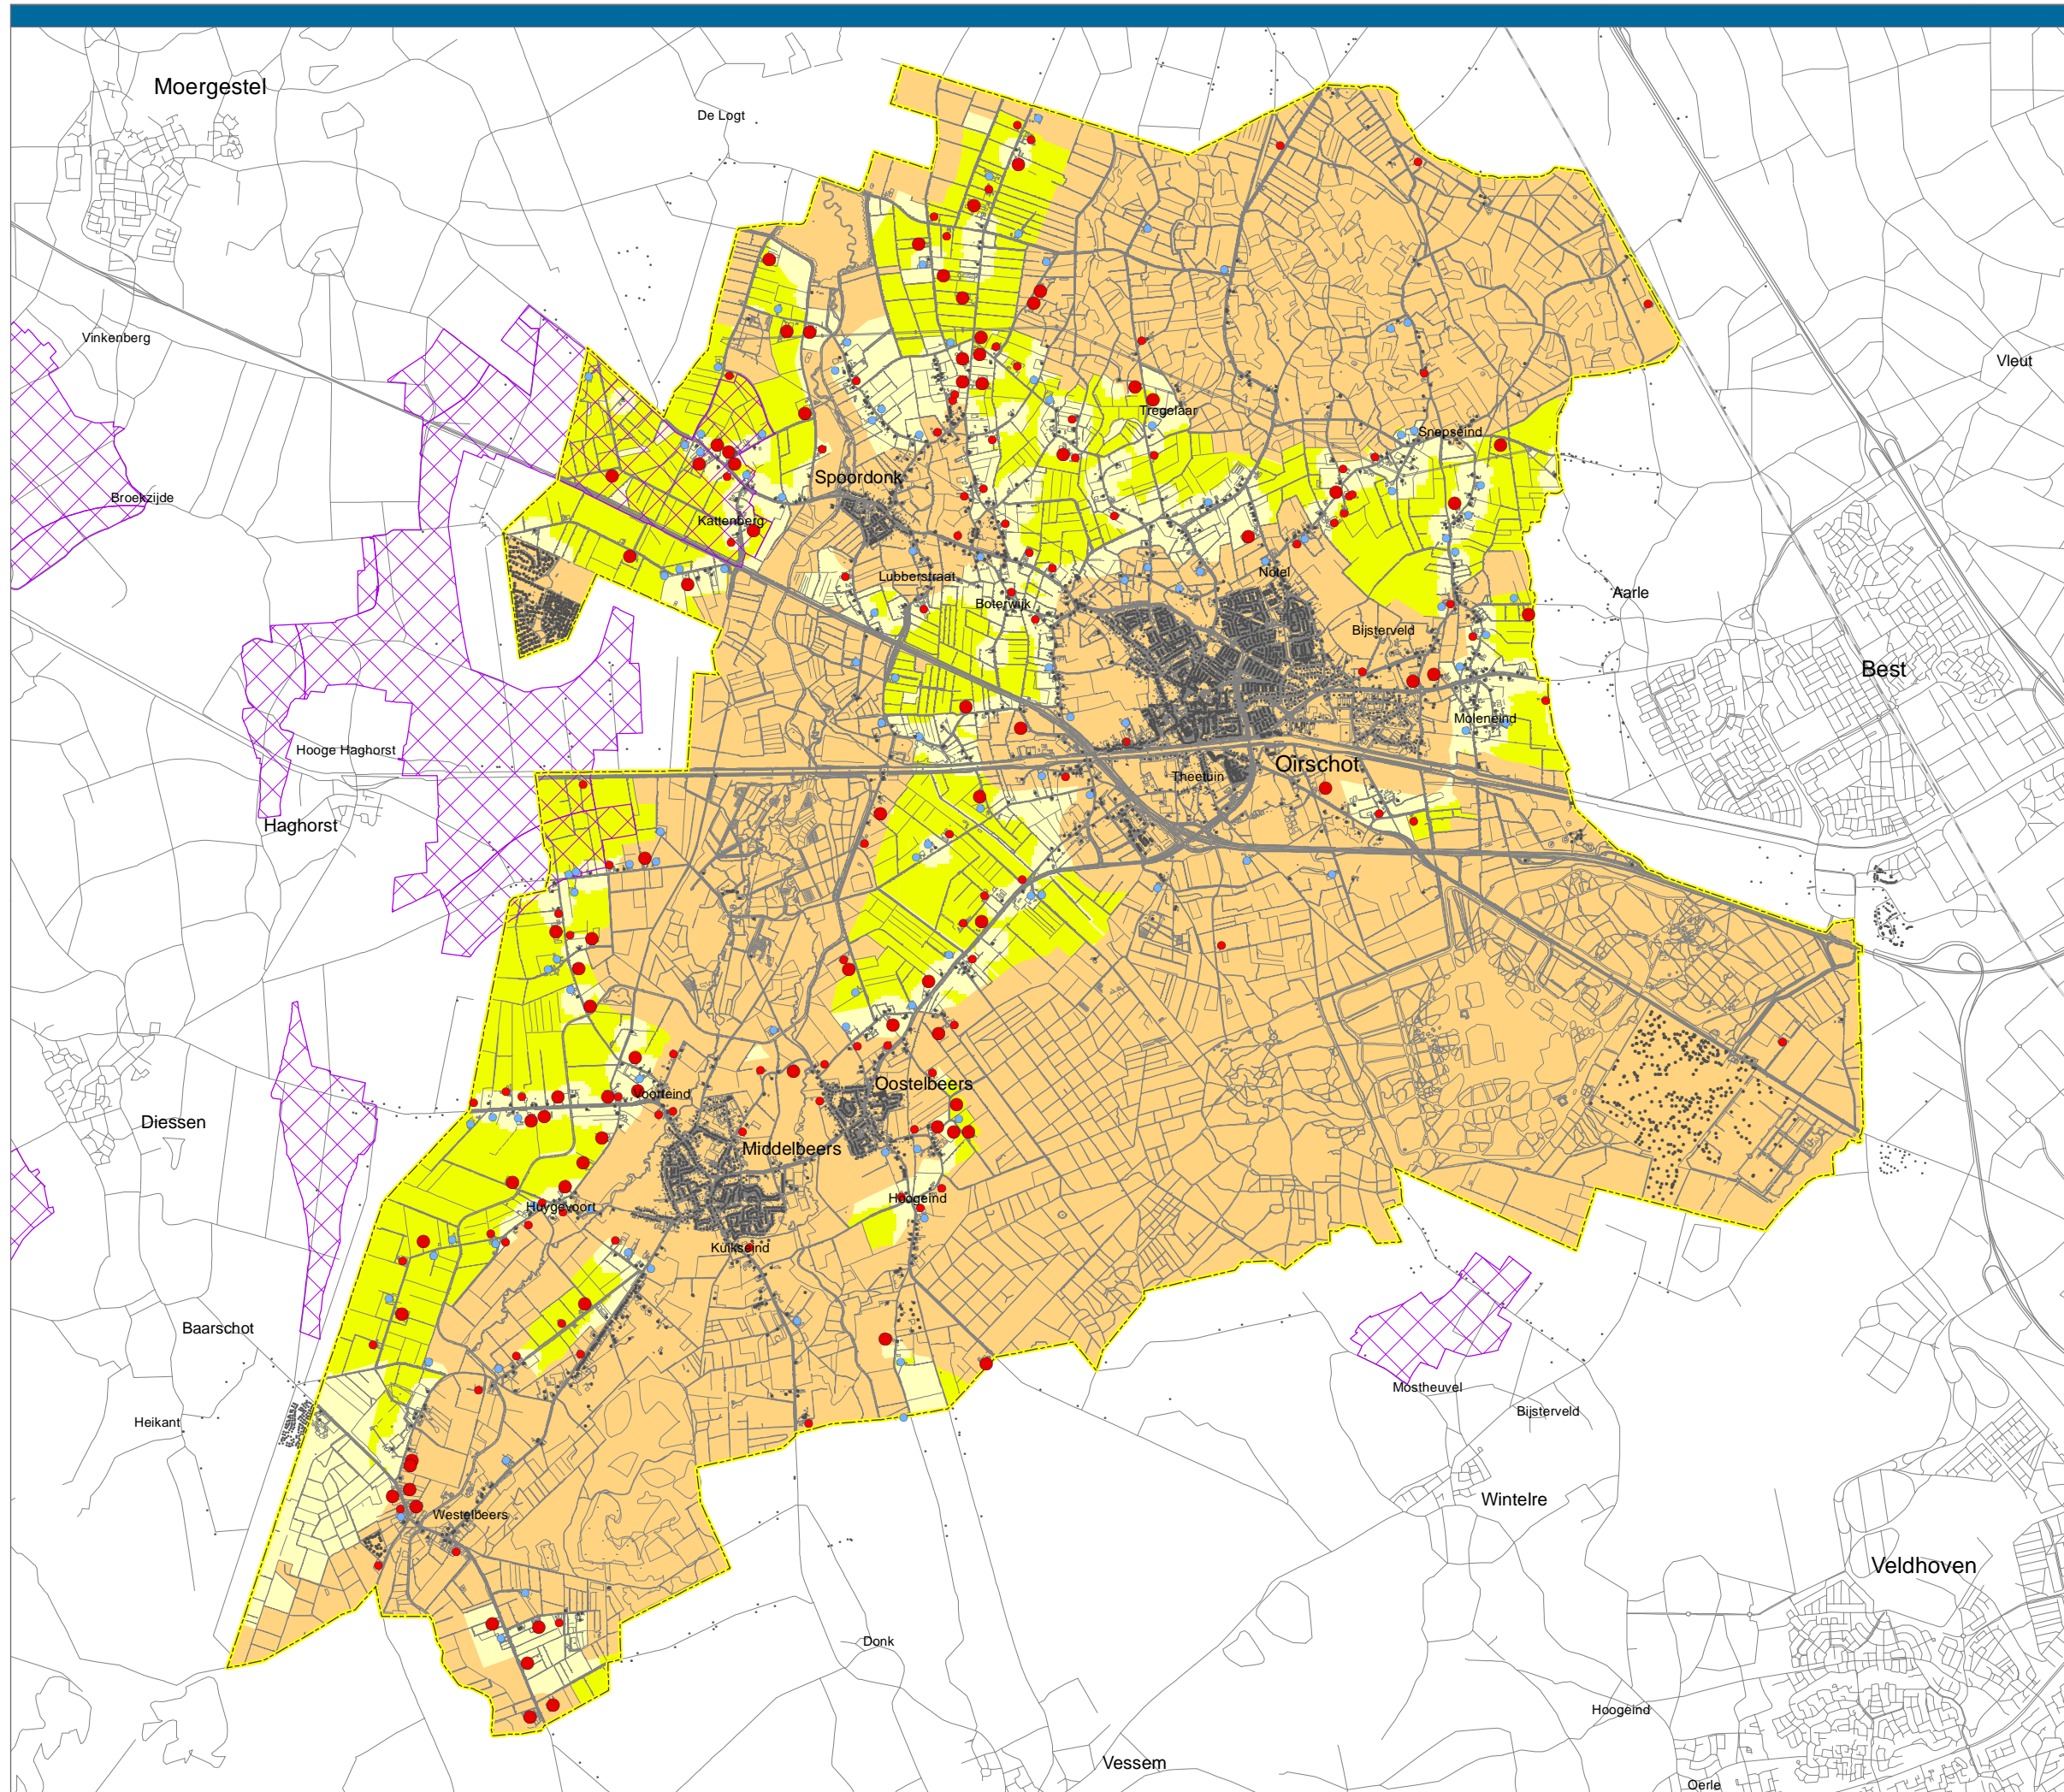 Moergestel
De Logt
Vinkenberg
Vleut
Tregelaar
Snepseind
Spoordonk
Broekzijde
Kattenberg
Notel
Lubberstraat
Aarle
Boterwijk
Bijsterveld
Best
Moleneind
Hooge Haghorst
Oirschot
Theetuin
Haghorst
Oostelbeers
Voorteind
Diessen
Middelbeers
Hoogeind
Huygevoort
Kuikseind
Baarschot
Mostheuvel
Bijsterveld
Heikant
Wintelre
Westelbeers
Veldhoven
Donk
Hoogeind
Vessem
Oerle